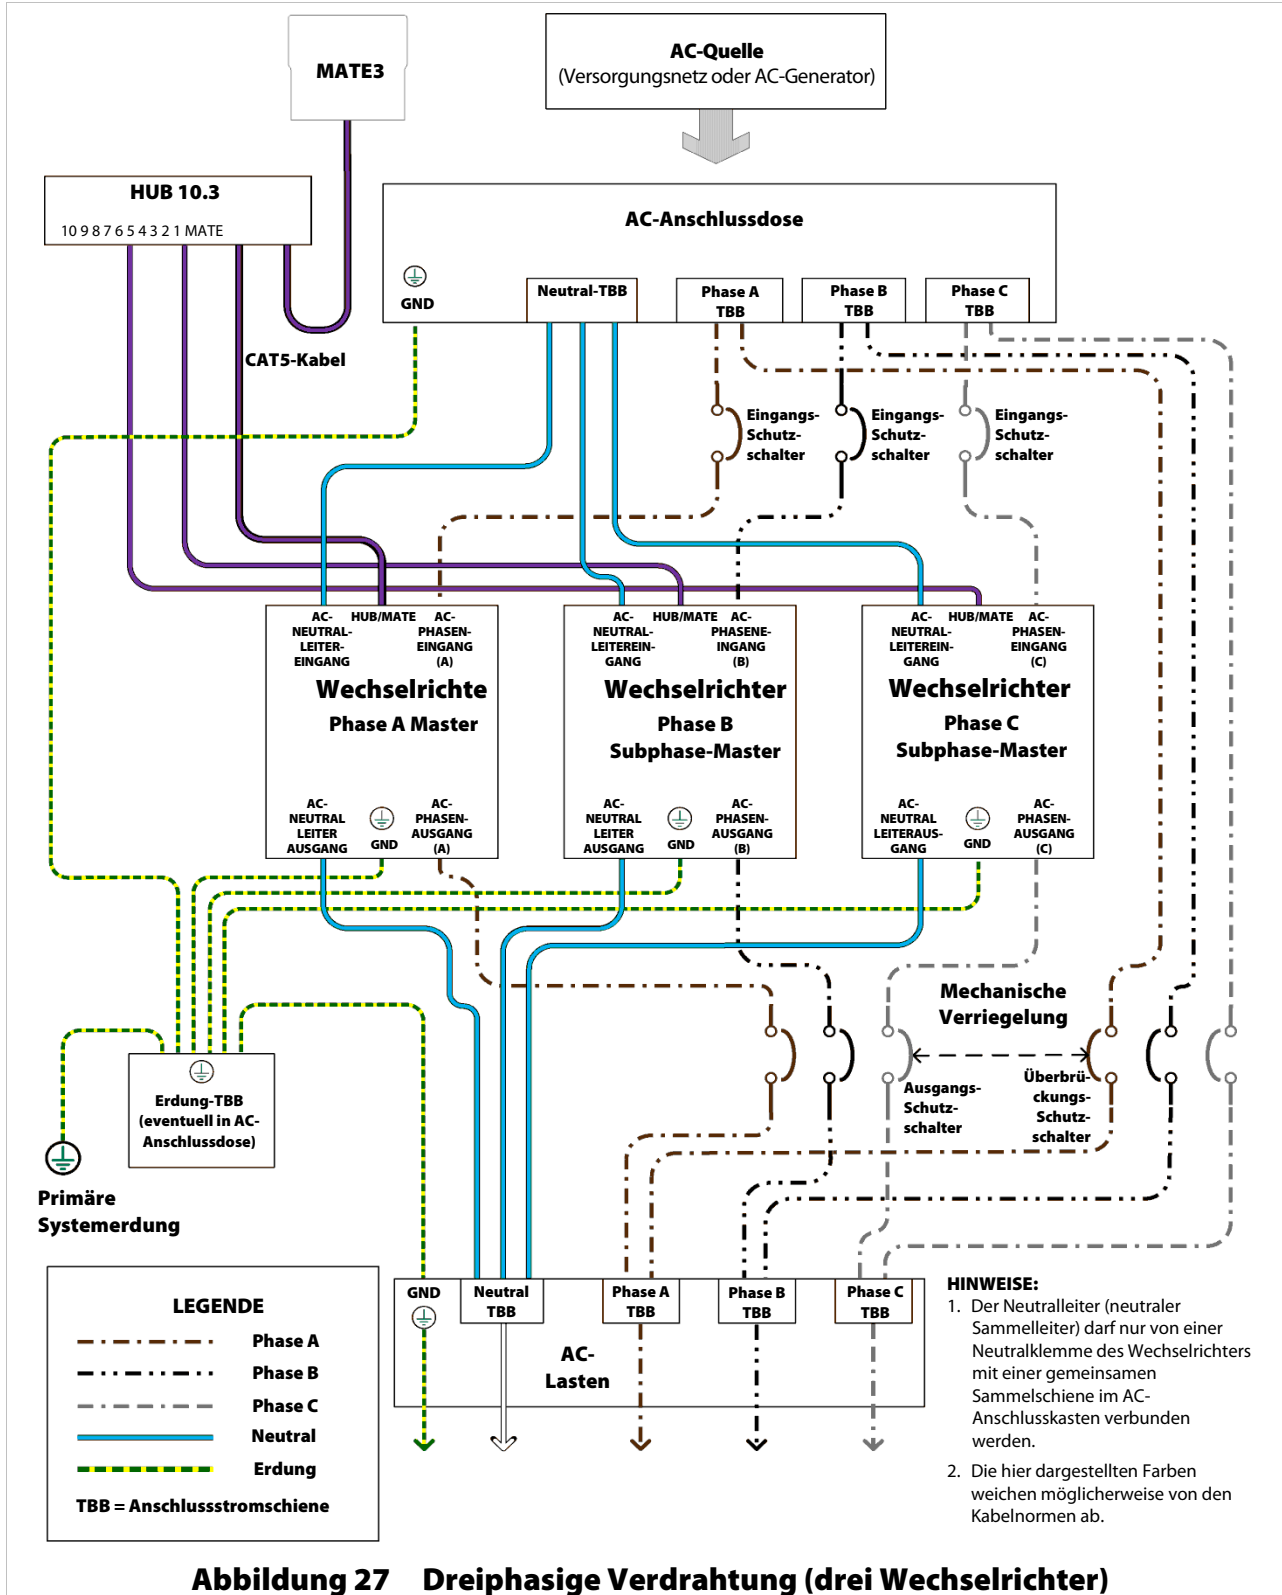 MATE3
AC-Quelle
(Versorgungsnetz oder AC-Generator)
HUB 10.3
10 9 8 7 6 5 4 3 2 1 MATE
AC-Anschlussdose
GND
Neutral-TBB
Phase A
TBB
Phase B
TBB
Phase C
TBB
CAT5-Kabel
Eingangs-
Schutz-
schalter
Eingangs-
Schutz-
schalter
Eingangs-
Schutz-
schalter
AC-
NEUTRAL-
LEITER-
EINGANG
HUB/MATE
AC-
PHASEN-
EINGANG
(A)
Wechselrichte
Phase A Master
AC-
NEUTRAL
LEITER
AUSGANG
GND
AC-
PHASEN-
AUSGANG
(A)
AC-
NEUTRAL-
LEITEREIN-
GANG
HUB/MATE
AC-
PHASENE-
INGANG
(B)
Wechselrichter
Phase B
Subphase-Master
AC-
NEUTRAL
LEITER
AUSGANG
GND
AC-
PHASEN-
AUSGANG
(B)
AC-
NEUTRAL-
LEITEREIN-
GANG
HUB/MATE
AC-
PHASEN-
EINGANG
(C)
Wechselrichter
Phase C
Subphase-Master
AC-
NEUTRAL
LEITERAUS-
GANG
GND
AC-
PHASEN-
AUSGANG
(C)
Mechanische
Verriegelung
Ausgangs-
Schutz-
schalter
Überbrü-
ckungs-
Schutz-
schalter
Erdung-TBB
(eventuell in AC-
Anschlussdose)
Primäre
Systemerdung
GND
Neutral
TBB
Phase A
TBB
Phase B
TBB
Phase C
TBB
AC-
Lasten
LEGENDE
Phase A
Phase B
Phase C
Neutral
Erdung
TBB = Anschlussstromschiene
HINWEISE:
1. Der Neutralleiter (neutraler
Sammelleiter) darf nur von einer
Neutralklemme des Wechselrichters
mit einer gemeinsamen
Sammelschiene im AC-
Anschlusskasten verbunden
werden.
2. Die hier dargestellten Farben
weichen möglicherweise von den
Kabelnormen ab.
Abbildung 27 Dreiphasige Verdrahtung (drei Wechselrichter)